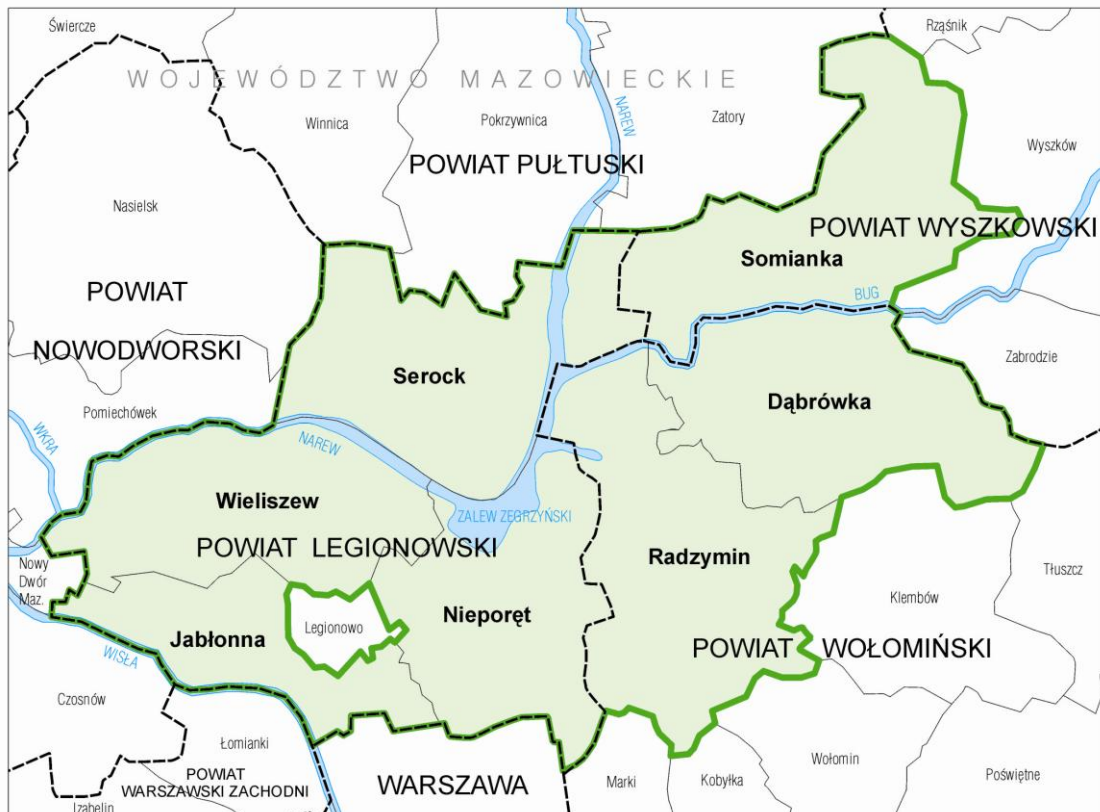 Świercze
Rząśnik
WOJEWÓDZTWO MAZOWIECKIE
NAREW
Winnica
Pokrzywnica
Zatory
Wyszków
POWIAT PUŁTUSKI
Nasielsk
POWIAT WYSZKOWSKI
Somianka
POWIAT
BUG
NOWODWORSKI
Zabrodzie
Serock
Dąbrówka
Pomiechówek
WKRA
NAREW
Wieliszew
ZALEW ZEGRZYŃSKI
POWIAT LEGIONOWSKI
Radzymin
Nowy
Dwór
Maz.
Tłuszcz
Klembów
Nieporęt
Legionowo
Jabłonna
POWIAT WOŁOMIŃSKI
WISŁA
Czosnów
Łomianki
Wołomin
POWIAT
WARSZAWSKI ZACHODNI
WARSZAWA
Marki
Kobyłka
Poświętne
Izabelin